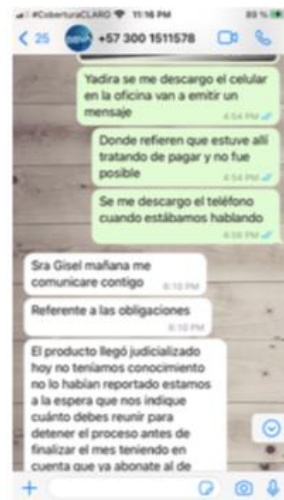 #CoberturaCLARO 11:16 PM 89 %
25 +57 300 1511578
Yadira se me descargo el celular
en la oficina van a emitir un
mensaje
4:54 PM
Donde refieren que estuve allí
tratando de pagar y no fue
posible
4:54 PM
Se me descargo el teléfono
cuando estábamos hablando
4:56 PM
Sra Gisel mañana me
comunicare contigo
6:10 PM
Referente a las obligaciones
6:10 PM
El producto llegó judicializado
hoy no teníamos conocimiento
no lo habían reportado estamos
a la espera que nos indique
cuánto debes reunir para
detener el proceso antes de
finalizar el mes teniendo en
cuenta que ya abonate al de